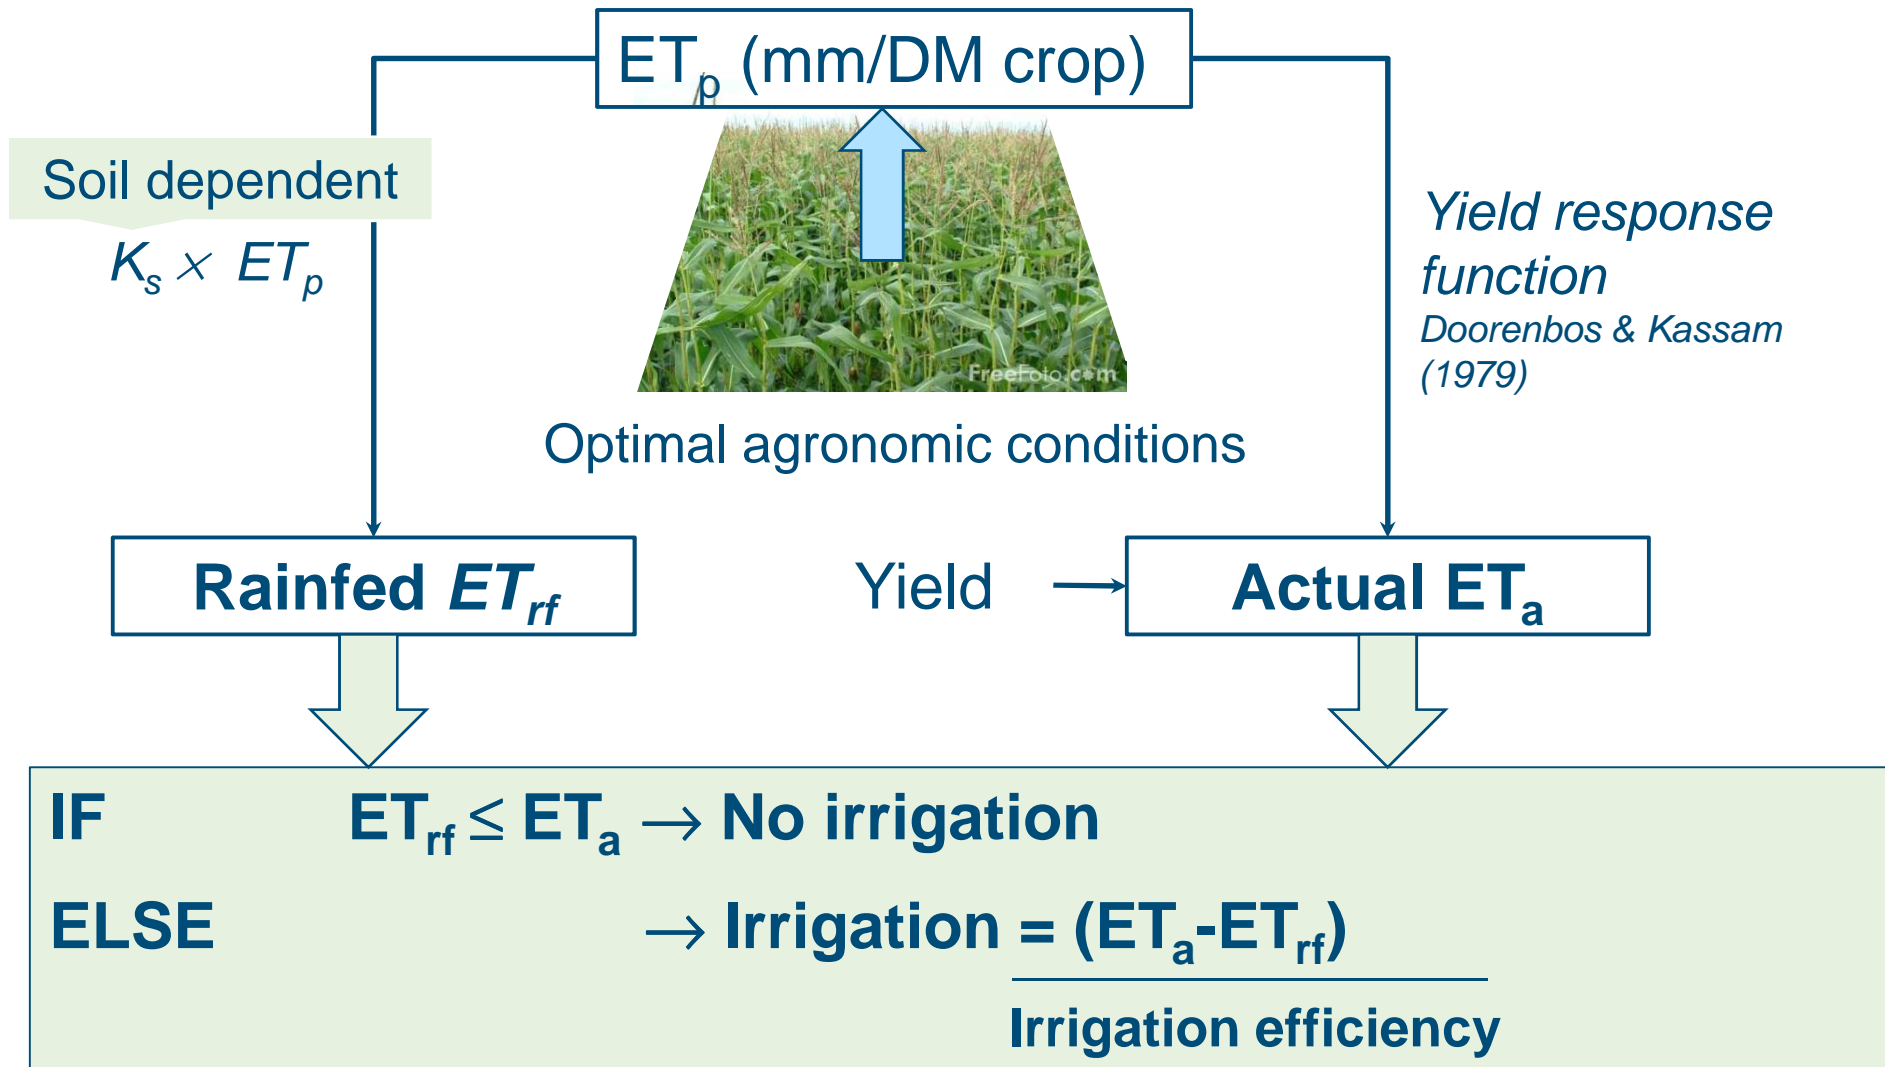 ETp (mm/DM crop)
Soil dependent
Ks × ETp
Yield response
function
Doorenbos & Kassam
(1979)
FreeFoto.com
Optimal agronomic conditions
Rainfed ETrf
Yield
Actual ETa
IF ETrf ≤ ETa → No irrigation
ELSE → Irrigation = (ETa-ETrf)
Irrigation efficiency